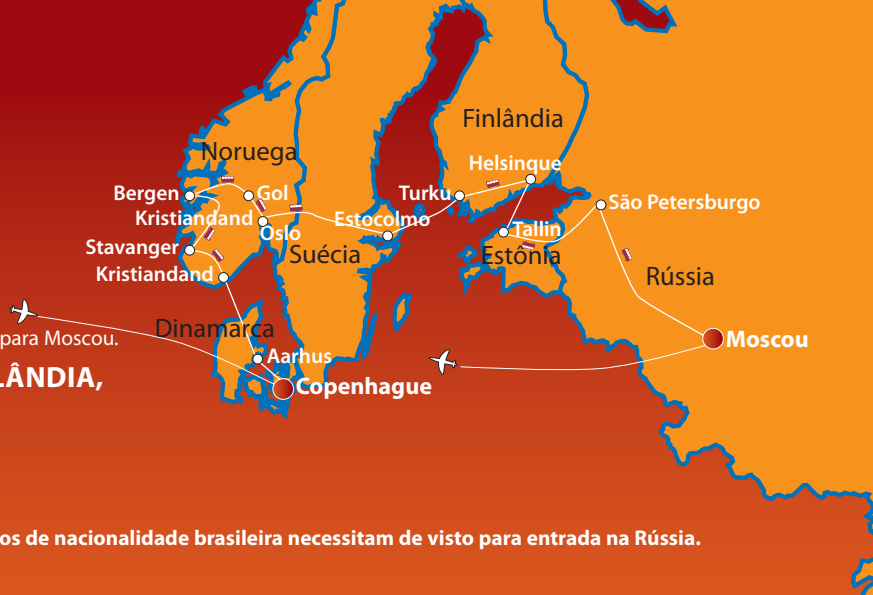 Finlândia
Noruega
Helsinque
Bergen
Gol
Turku
São Petersburgo
Kristiandand
Estocolmo
Tallin
Oslo
Stavanger
Suécia
Estônia
Kristiandand
Rússia
Dinamarca
para Moscou.
Moscou
Aarhus
LÂNDIA,
Copenhague
os de nacionalidade brasileira necessitam de visto para entrada na Rússia.